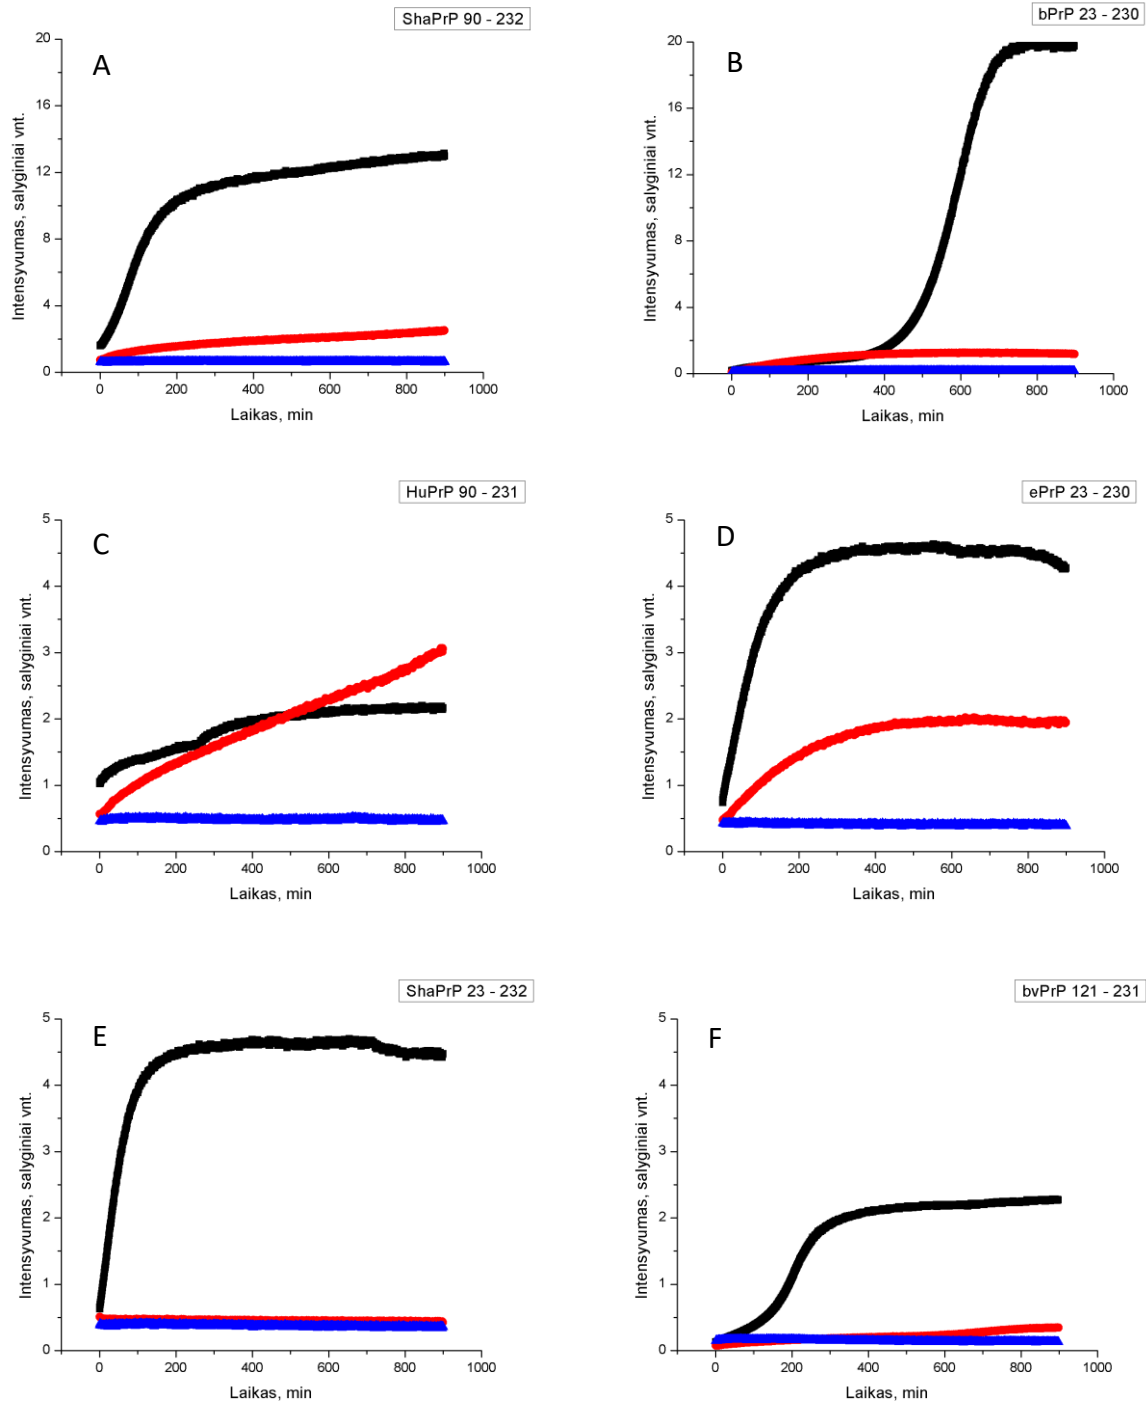 ShaPrP 90 - 232
A
20
16
12
8
4
0
Intensyvumas, salyginiai vnt.
0 200 400 600 800 1000
Laikas, min
bPrP 23 - 230
B
20
16
12
8
4
0
Intensyvumas, salyginiai vnt.
0 200 400 600 800 1000
Laikas, min
HuPrP 90 - 231
C
5
4
3
2
1
0
Intensyvumas, salyginiai vnt.
0 200 400 600 800 1000
Laikas, min
ePrP 23 - 230
D
5
4
3
2
1
0
Intensyvumas, salyginiai vnt.
0 200 400 600 800 1000
Laikas, min
ShaPrP 23 - 232
E
5
4
3
2
1
0
Intensyvumas, salyginiai vnt.
0 200 400 600 800 1000
Laikas, min
bvPrP 121 - 231
F
5
4
3
2
1
0
Intensyvumas, salyginiai vnt.
0 200 400 600 800 1000
Laikas, min